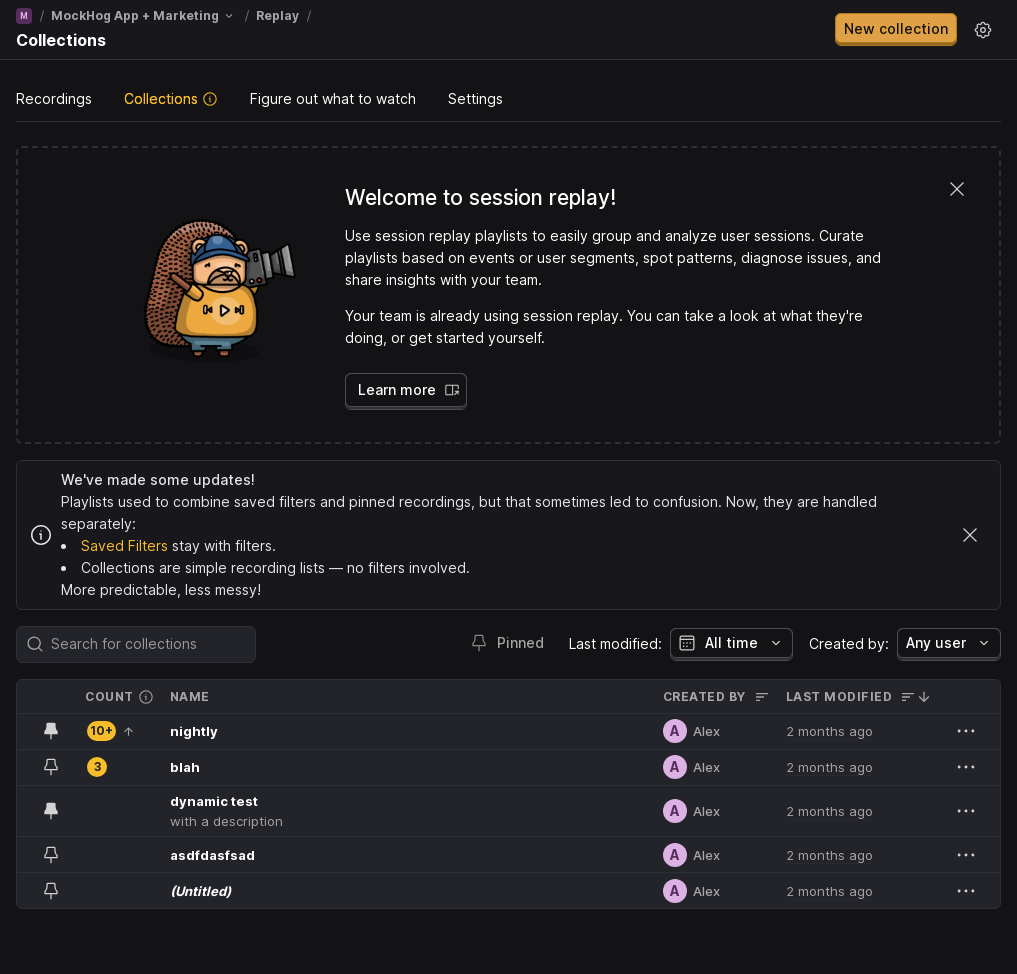 M / MockHog App + Marketing / Replay /
Collections
New collection
Recordings Collections Figure out what to watch Settings
Welcome to session replay!
Use session replay playlists to easily group and analyze user sessions. Curate
playlists based on events or user segments, spot patterns, diagnose issues, and
share insights with your team.
Your team is already using session replay. You can take a look at what they're
doing, or get started yourself.
Learn more
We've made some updates!
Playlists used to combine saved filters and pinned recordings, but that sometimes led to confusion. Now, they are handled
separately:
• Saved Filters stay with filters.
• Collections are simple recording lists — no filters involved.
More predictable, less messy!
Search for collections Pinned Last modified: All time Created by: Any user
COUNT NAME CREATED BY LAST MODIFIED
10+ nightly A Alex 2 months ago
3 blah A Alex 2 months ago
dynamic test A Alex 2 months ago
with a description
asdfdasfsad A Alex 2 months ago
(Untitled) A Alex 2 months ago